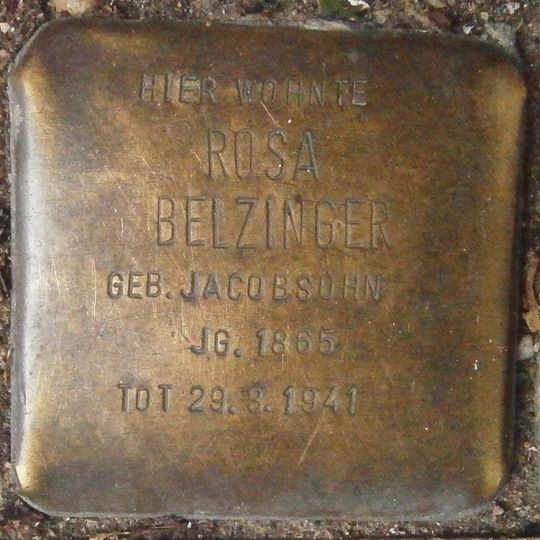 HIER WOHNTE
ROSA
BELZINGER
GEB. JACOBSOHN
JG. 1865
TOT 29.3.1941